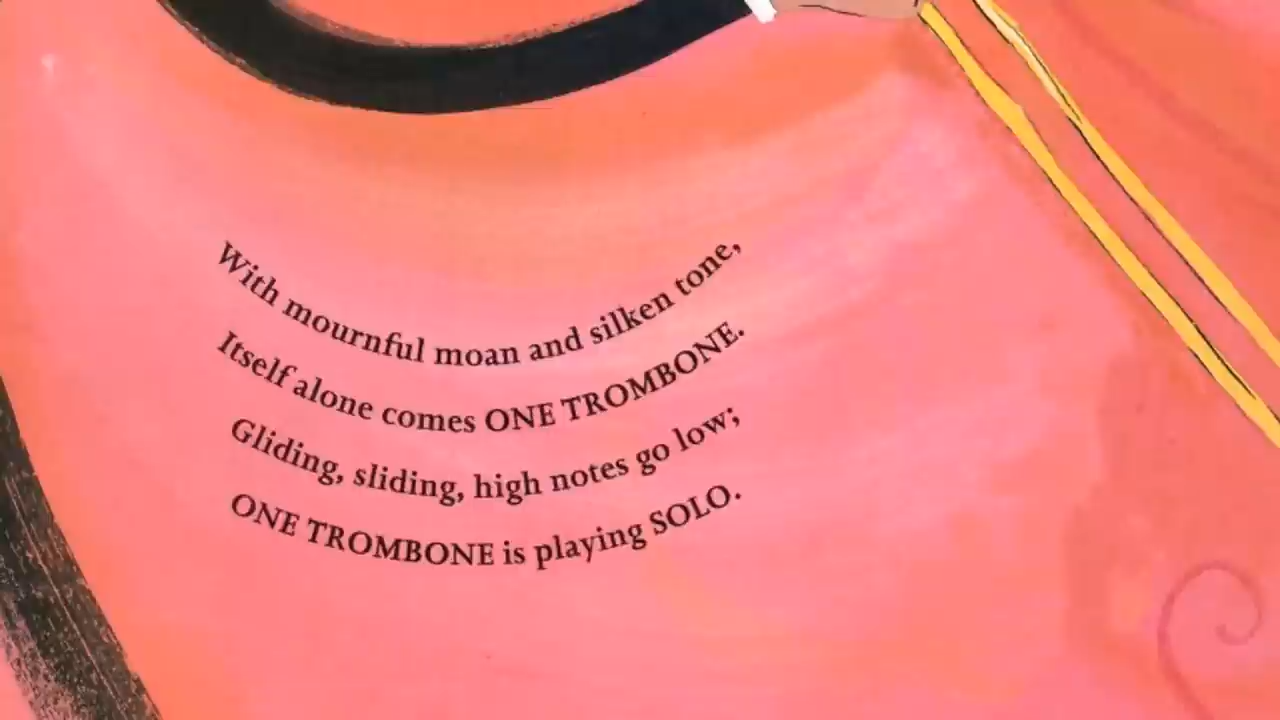 With mournful moan and silken tone,
Itself alone comes ONE TROMBONE.
Gliding, sliding, high notes go low;
ONE TROMBONE is playing SOLO.